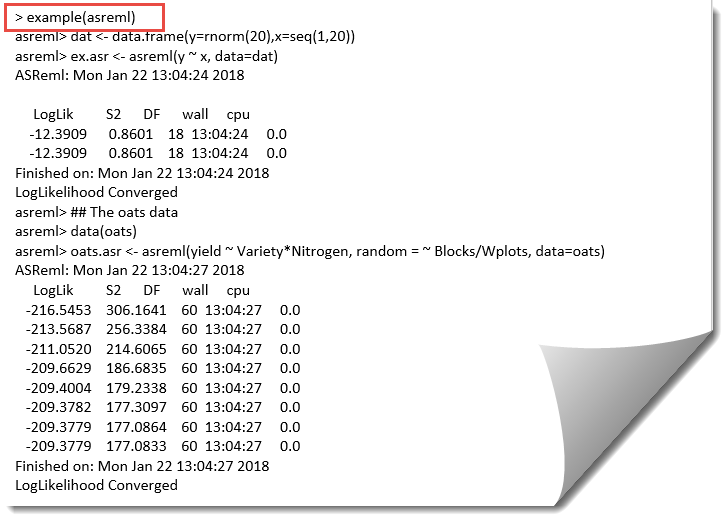 > example(asreml)
asreml> dat <- data.frame(y=rnorm(20),x=seq(1,20))
asreml> ex.asr <- asreml(y ~ x, data=dat)
ASReml: Mon Jan 22 13:04:24 2018
LogLik S2 DF wall cpu
-12.3909 0.8601 18 13:04:24 0.0
-12.3909 0.8601 18 13:04:24 0.0
Finished on: Mon Jan 22 13:04:24 2018
LogLikelihood Converged
asreml> ## The oats data
asreml> data(oats)
asreml> oats.asr <- asreml(yield ~ Variety*Nitrogen, random = ~ Blocks/Wplots, data=oats)
ASReml: Mon Jan 22 13:04:27 2018
LogLik S2 DF wall cpu
-216.5453 306.1641 60 13:04:27 0.0
-213.5687 256.3384 60 13:04:27 0.0
-211.0520 214.6065 60 13:04:27 0.0
-209.6629 186.6835 60 13:04:27 0.0
-209.4004 179.2338 60 13:04:27 0.0
-209.3782 177.3097 60 13:04:27 0.0
-209.3779 177.0864 60 13:04:27 0.0
-209.3779 177.0833 60 13:04:27 0.0
Finished on: Mon Jan 22 13:04:27 2018
LogLikelihood Converged